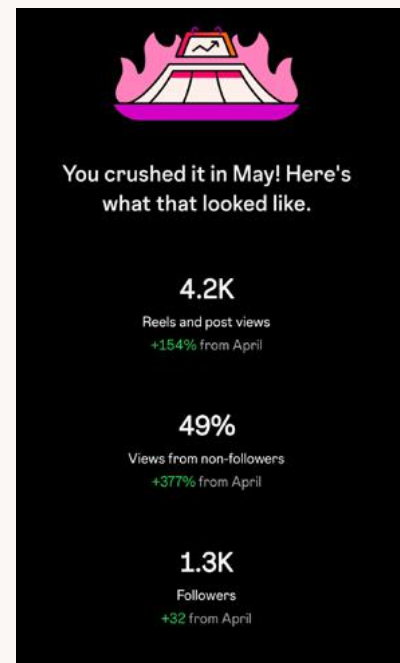 You crushed it in May! Here's
what that looked like.
4.2K
Reels and post views
+154% from April
49%
Views from non-followers
+377% from April
1.3K
Followers
+32 from April